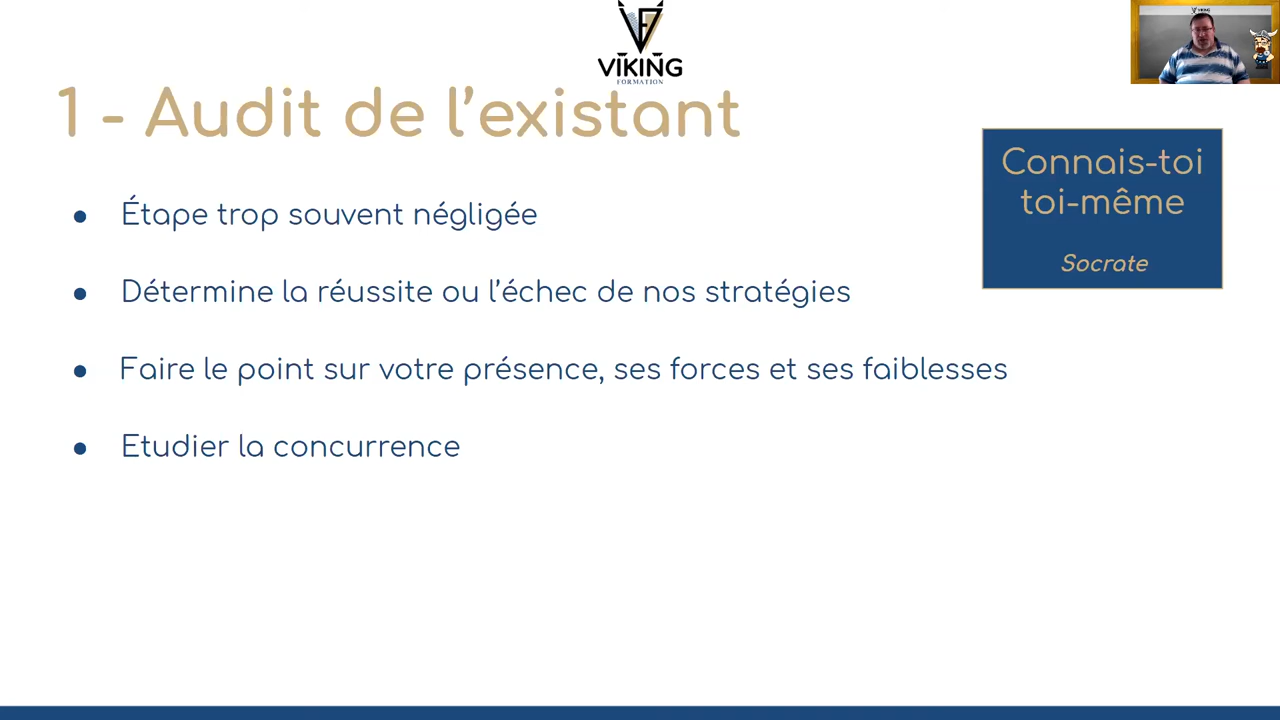 VIKING
FORMATION
VIKING
1 - Audit de l’existant
Connais-toi
toi-même
Socrate
● Étape trop souvent négligée
● Détermine la réussite ou l’échec de nos stratégies
● Faire le point sur votre présence, ses forces et ses faiblesses
● Etudier la concurrence